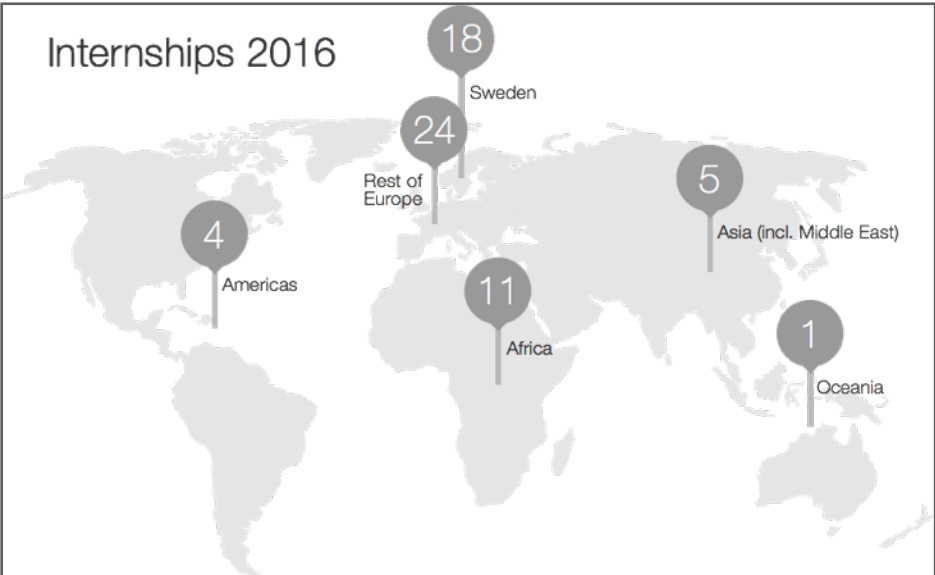 Internships 2016
18
Sweden
24
Rest of
Europe
5
Asia (incl. Middle East)
4
Americas
11
Africa
1
Oceania